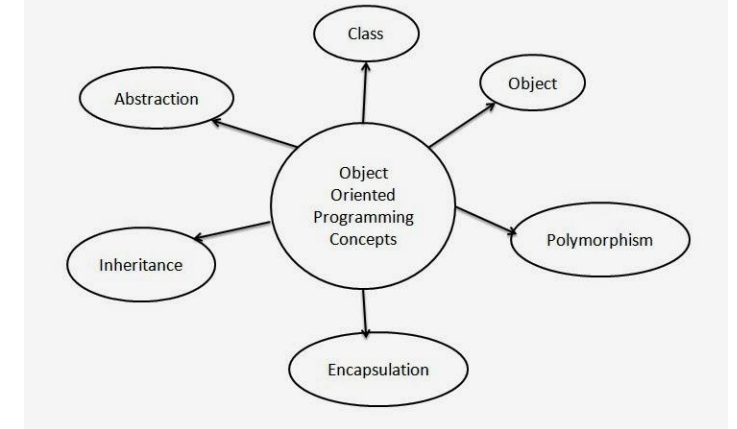 Class
Object
Abstraction
Object
Oriented
Programming
Concepts
Polymorphism
Inheritance
Encapsulation